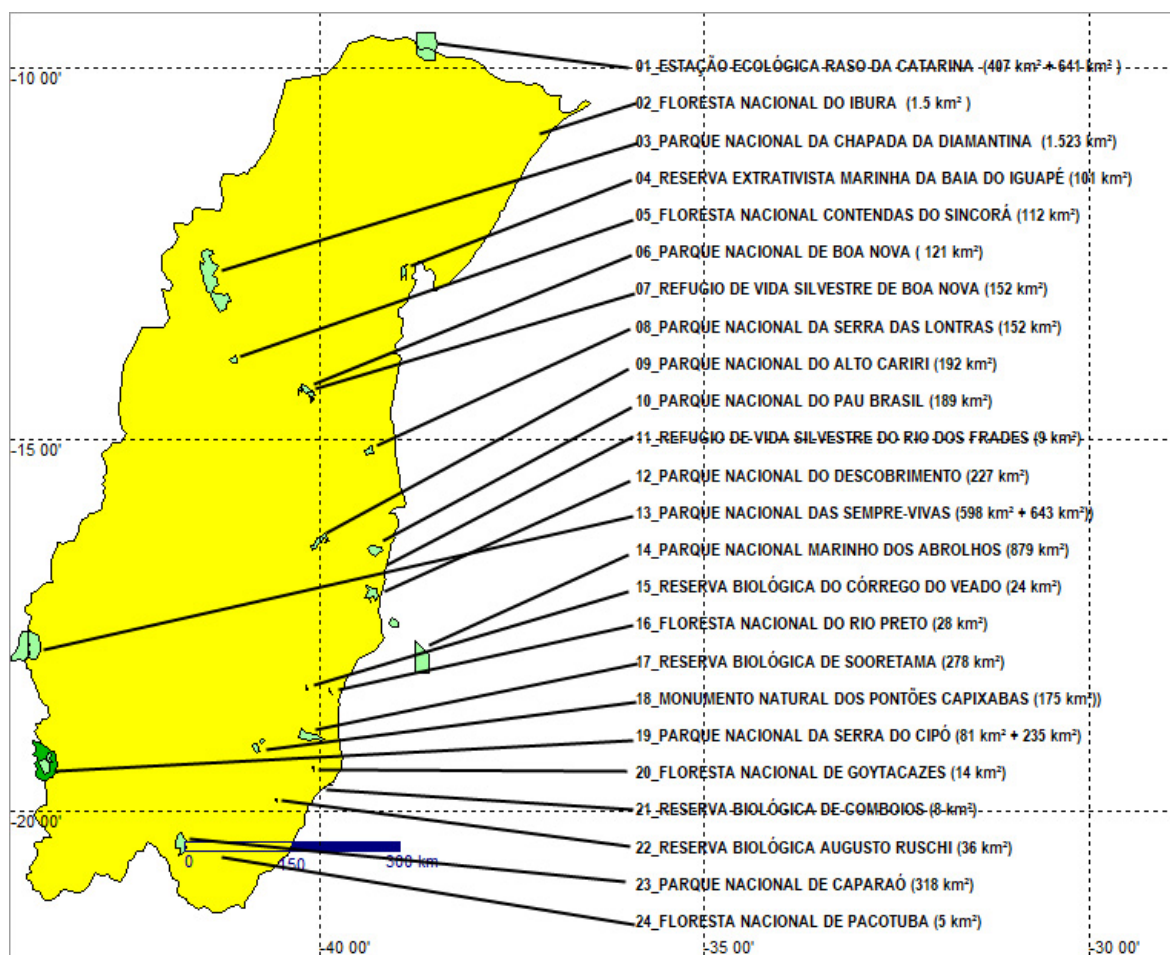 -10 00'
01_ESTAÇÃO ECOLÓGICA RASO DA CATARINA (407 km² + 641 km² )
02_FLORESTA NACIONAL DO IBURA (1.5 km² )
03_PARQUE NACIONAL DA CHAPADA DA DIAMANTINA (1.523 km²)
04_RESERVA EXTRATIVISTA MARINHA DA BAIA DO IGUAPÉ (101 km²)
05_FLORESTA NACIONAL CONTENDAS DO SINCORÁ (112 km²)
06_PARQUE NACIONAL DE BOA NOVA ( 121 km²)
07_REFUGIO DE VIDA SILVESTRE DE BOA NOVA (152 km²)
08_PARQUE NACIONAL DA SERRA DAS LONTRAS (152 km²)
09_PARQUE NACIONAL DO ALTO CARIRI (192 km²)
10_PARQUE NACIONAL DO PAU BRASIL (189 km²)
-15 00'
11_REFUGIO DE VIDA SILVESTRE DO RIO DOS FRADES (9 km²)
12_PARQUE NACIONAL DO DESCOBRIMENTO (227 km²)
13_PARQUE NACIONAL DAS SEMPRE-VIVAS (598 km² + 643 km²))
14_PARQUE NACIONAL MARINHO DOS ABROLHOS (879 km²)
15_RESERVA BIOLÓGICA DO CÓRREGO DO VEADO (24 km²)
16_FLORESTA NACIONAL DO RIO PRETO (28 km²)
17_RESERVA BIOLÓGICA DE SOORETAMA (278 km²)
18_MONUMENTO NATURAL DOS PONTÕES CAPIXABAS (175 km²))
19_PARQUE NACIONAL DA SERRA DO CIPÓ (81 km² + 235 km²)
20_FLORESTA NACIONAL DE GOYTACAZES (14 km²)
21_RESERVA BIOLÓGICA DE COMBOIOS (8 km²)
-20 00'
22_RESERVA BIOLÓGICA AUGUSTO RUSCHI (36 km²)
0 150 300 km
23_PARQUE NACIONAL DE CAPARAÓ (318 km²)
24_FLORESTA NACIONAL DE PACOTUBA (5 km²)
-40 00' -35 00' -30 00'